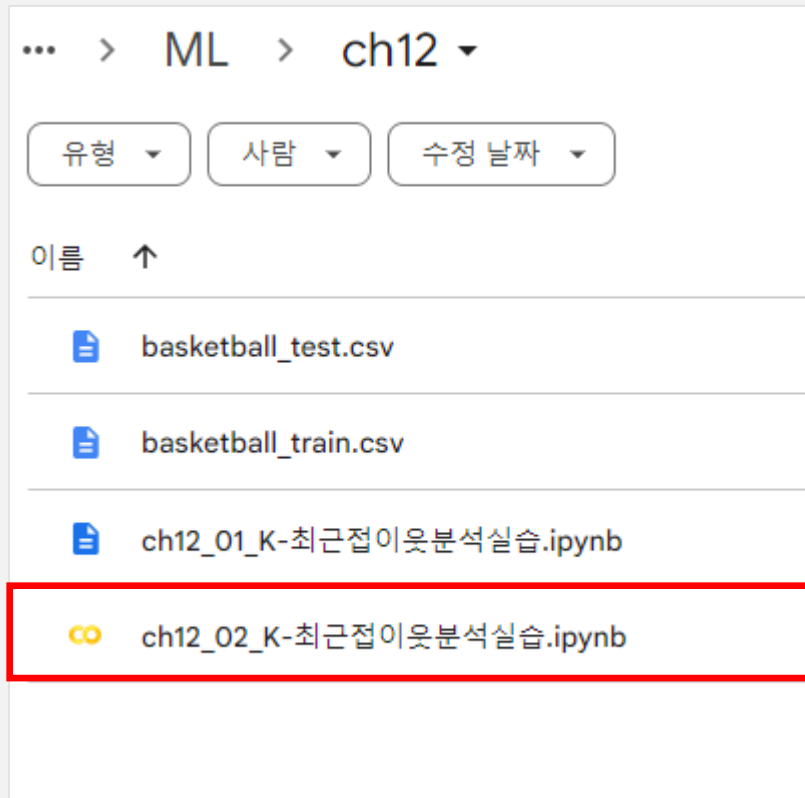 ML > ch12
유형 사람 수정 날짜
이름
basketball_test.csv
basketball_train.csv
ch12_01_K-최근접이웃분석실습.ipynb
ch12_02_K-최근접이웃분석실습.ipynb